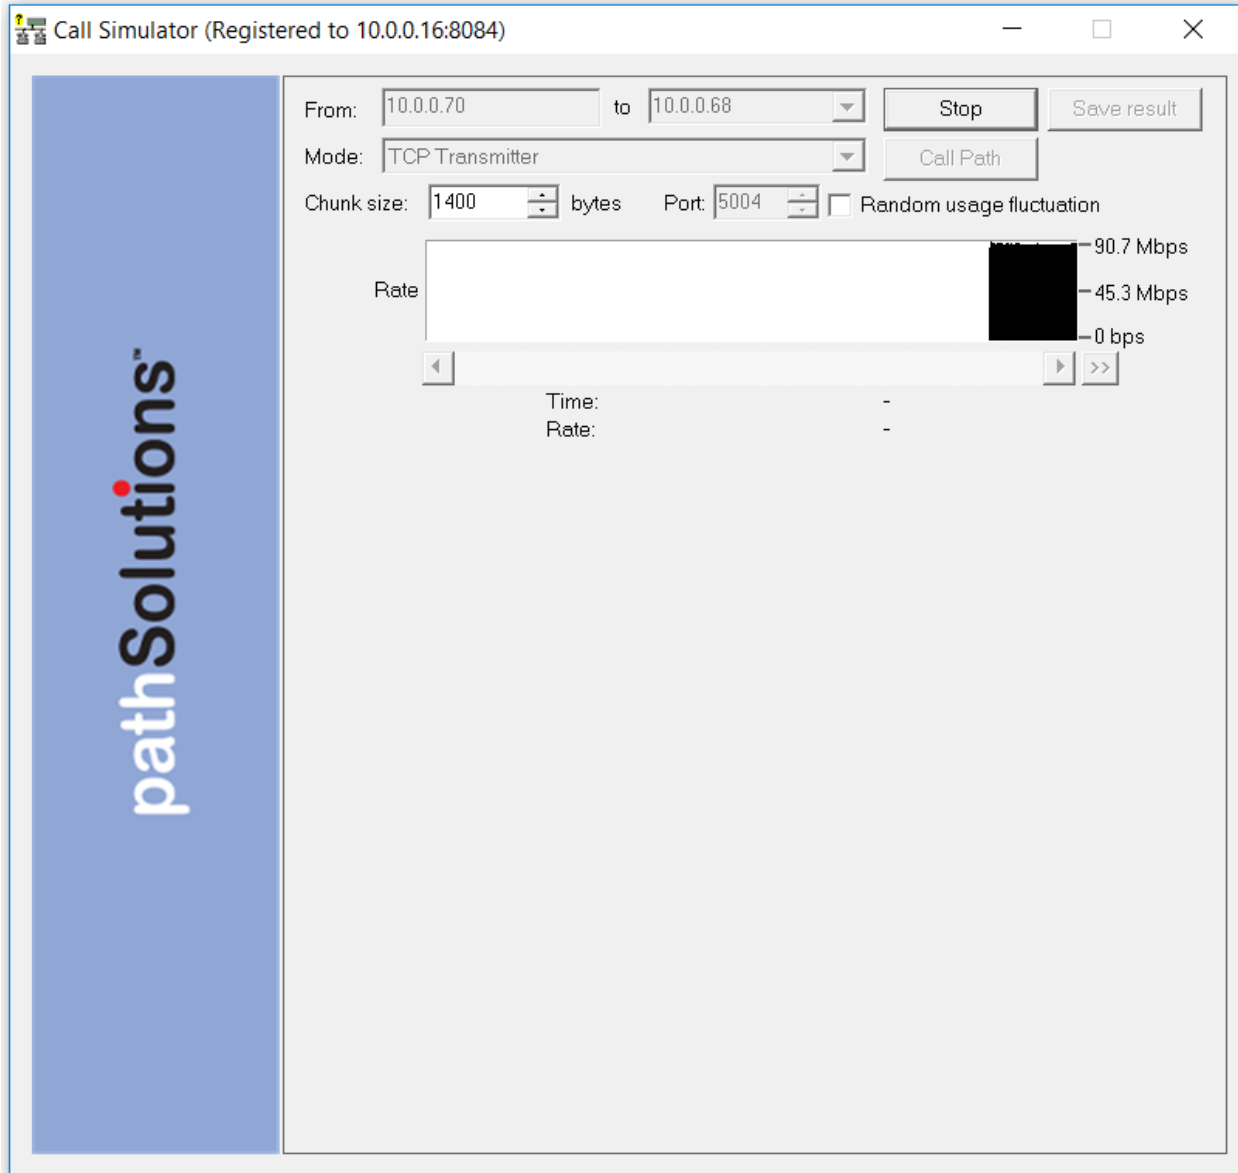 Call Simulator (Registered to 10.0.0.16:8084)
From: 10.0.0.70 to 10.0.0.68 Stop Save result
Mode: TCP Transmitter Call Path
Chunk size: 1400 bytes Port: 5004 Random usage fluctuation
90.7 Mbps
Rate 45.3 Mbps
0 bps
>>
Time: -
Rate: -
pathSolutions™